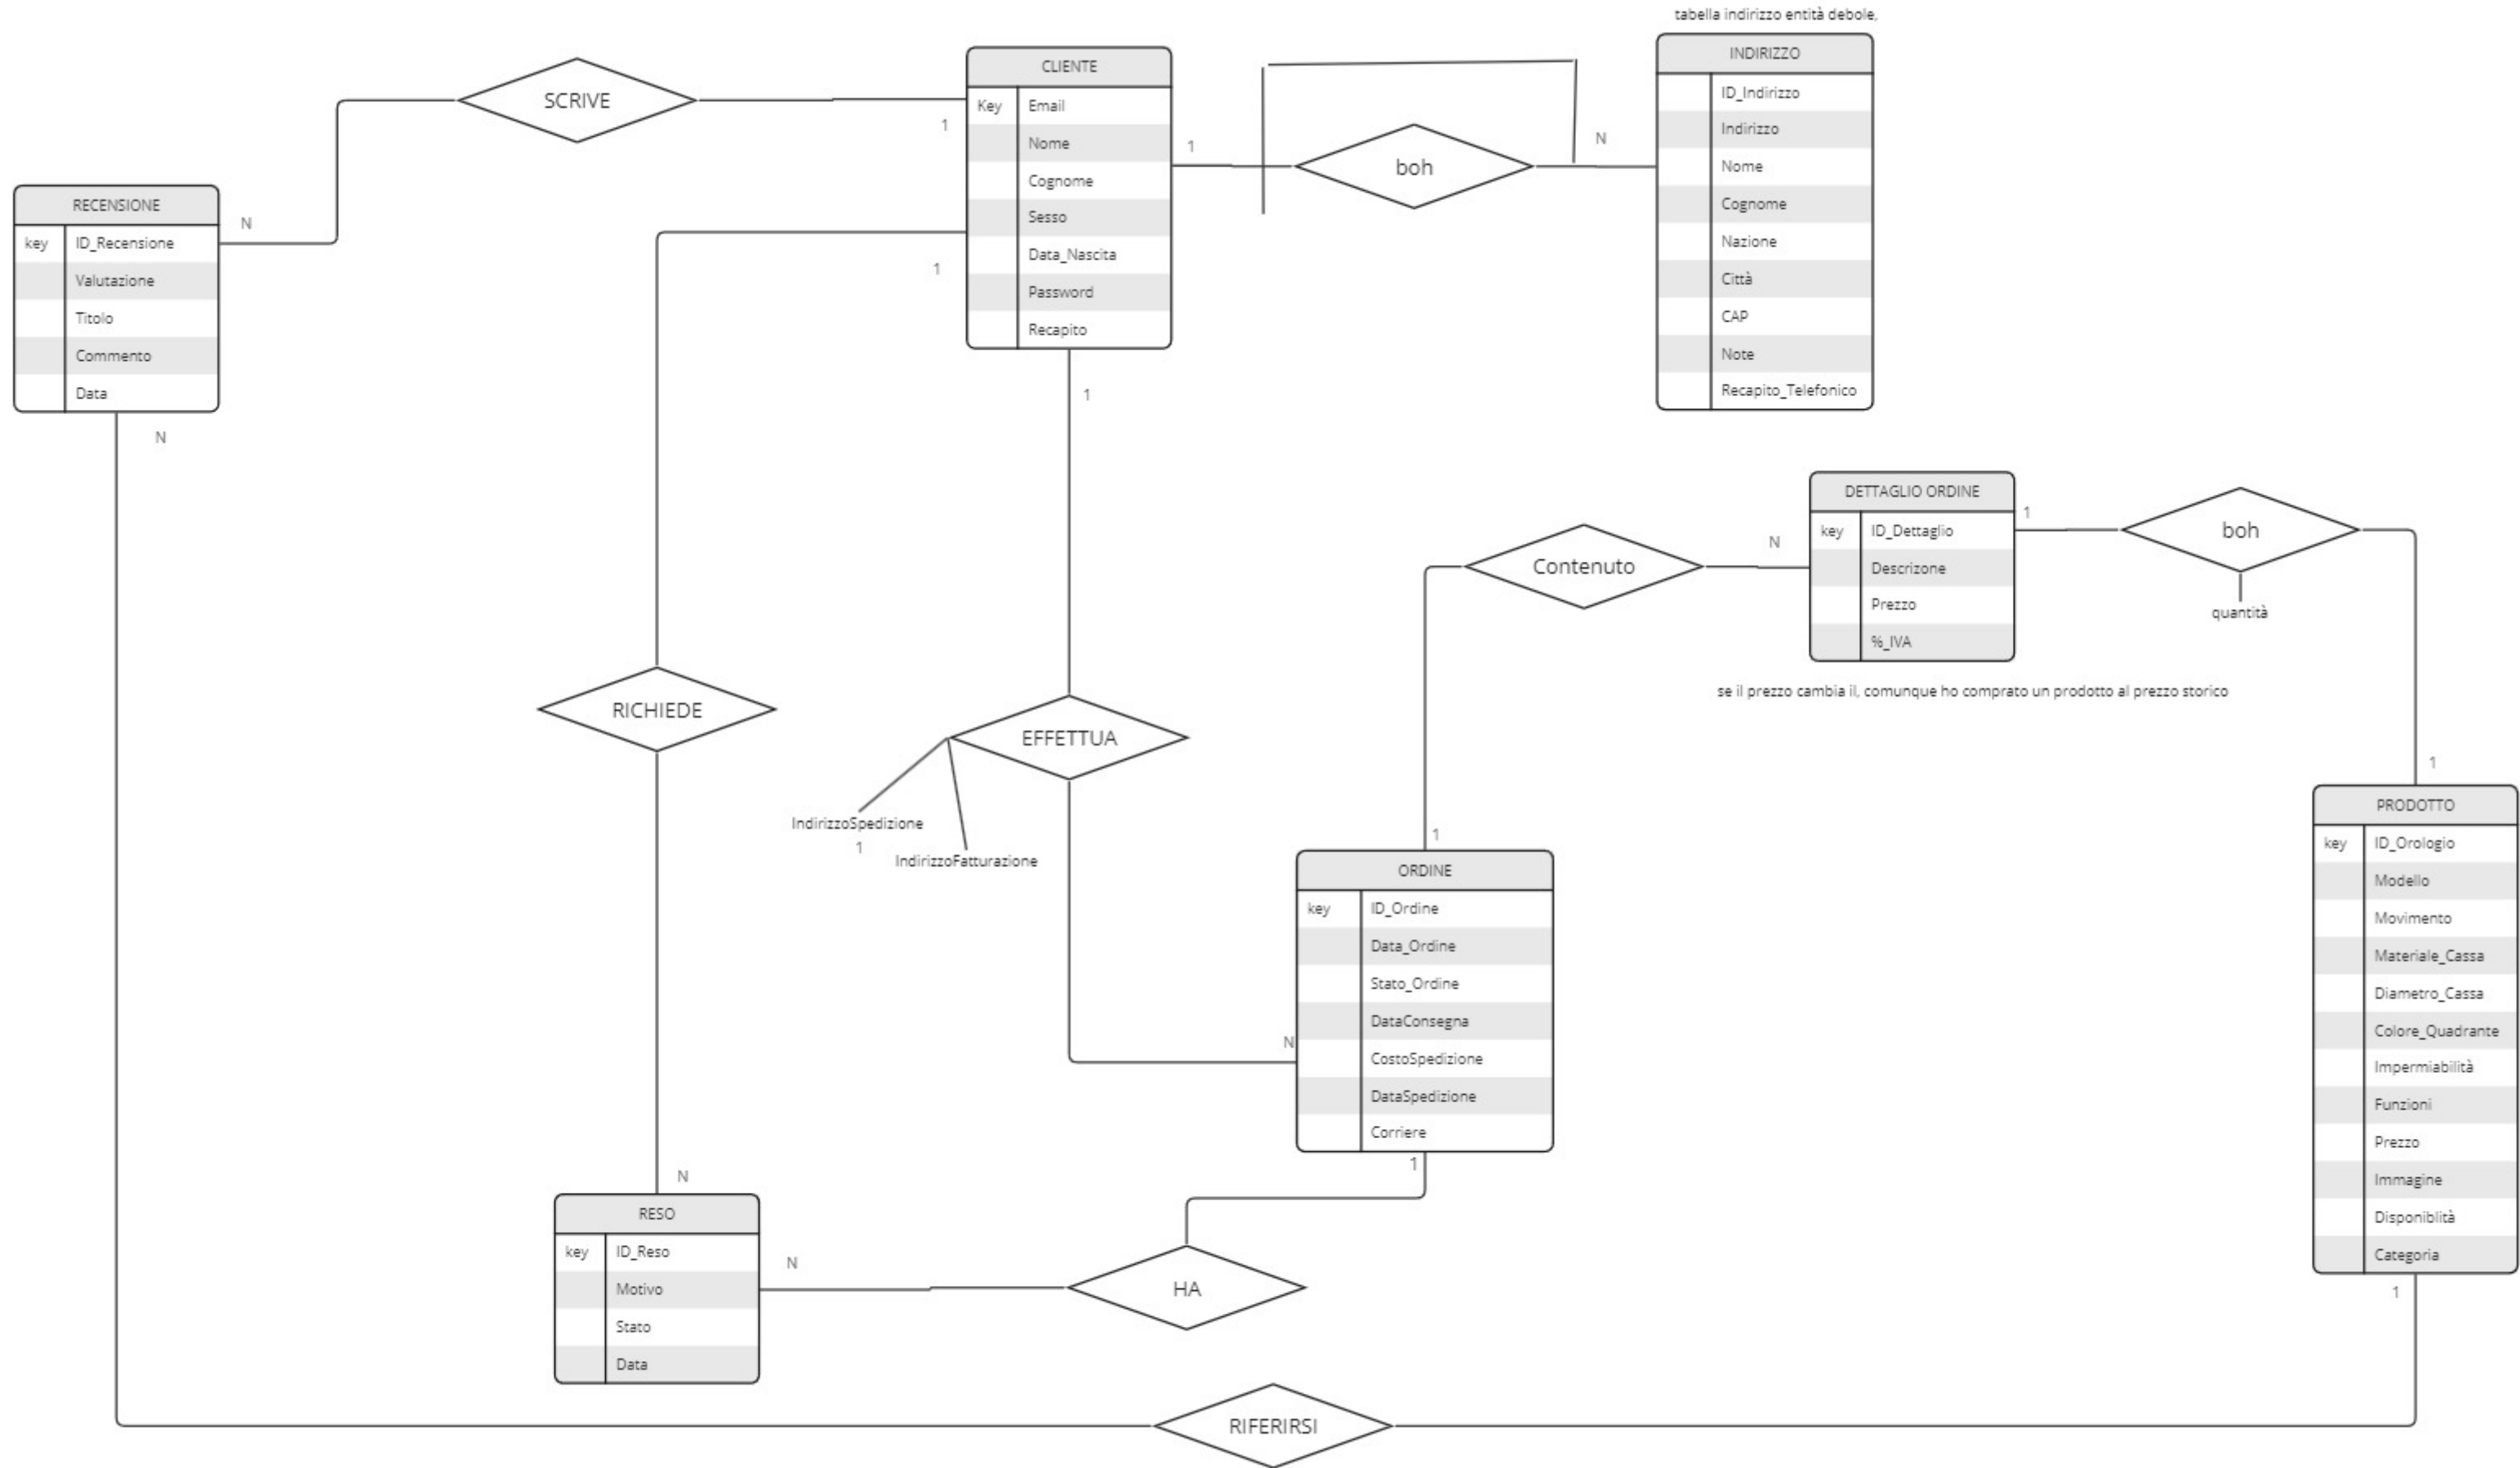 tabella indirizzo entità debole,
INDIRIZZO
ID_Indirizzo
Indirizzo
Nome
Cognome
Nazione
Città
CAP
Note
Recapito_Telefonico
CLIENTE
Key Email
Nome
Cognome
Sesso
Data_Nascita
Password
Recapito
SCRIVE
1
N
1
boh
N
1
1
RECENSIONE
key ID_Recensione
Valutazione
Titolo
Commento
Data
N
DETTAGLIO ORDINE
key ID_Dettaglio
Descrizone
Prezzo
%_IVA
1
boh
quantità
Contenuto
N
se il prezzo cambia il, comunque ho comprato un prodotto al prezzo storico
RICHIEDE
EFFETTUA
IndirizzoSpedizione
1
IndirizzoFatturazione
1
1
ORDINE
key ID_Ordine
Data_Ordine
Stato_Ordine
DataConsegna
CostoSpedizione
DataSpedizione
Corriere
N
1
PRODOTTO
key ID_Orologio
Modello
Movimento
Materiale_Cassa
Diametro_Cassa
Colore_Quadrante
Impermiabilità
Funzioni
Prezzo
Immagine
Disponiblità
Categoria
1
N
RESO
key ID_Reso
Motivo
Stato
Data
N
HA
RIFERIRSI